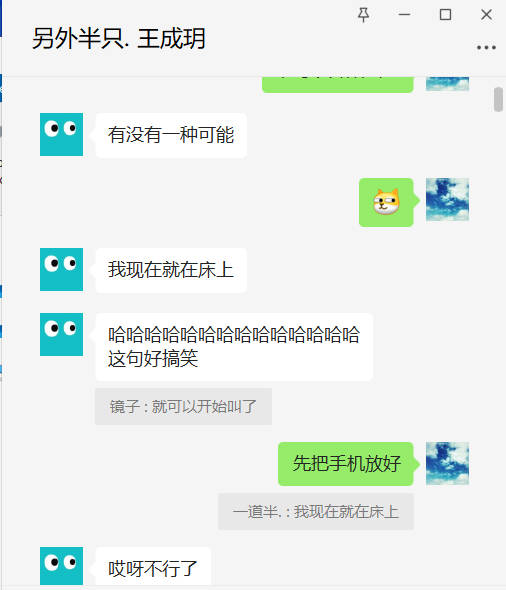 另外半只. 王成玥
有没有一种可能
我现在就在床上
哈哈哈哈哈哈哈哈哈哈哈哈哈哈
这句好搞笑
镜子 : 就可以开始叫了
先把手机放好
一道半. : 我现在就在床上
哎呀不行了